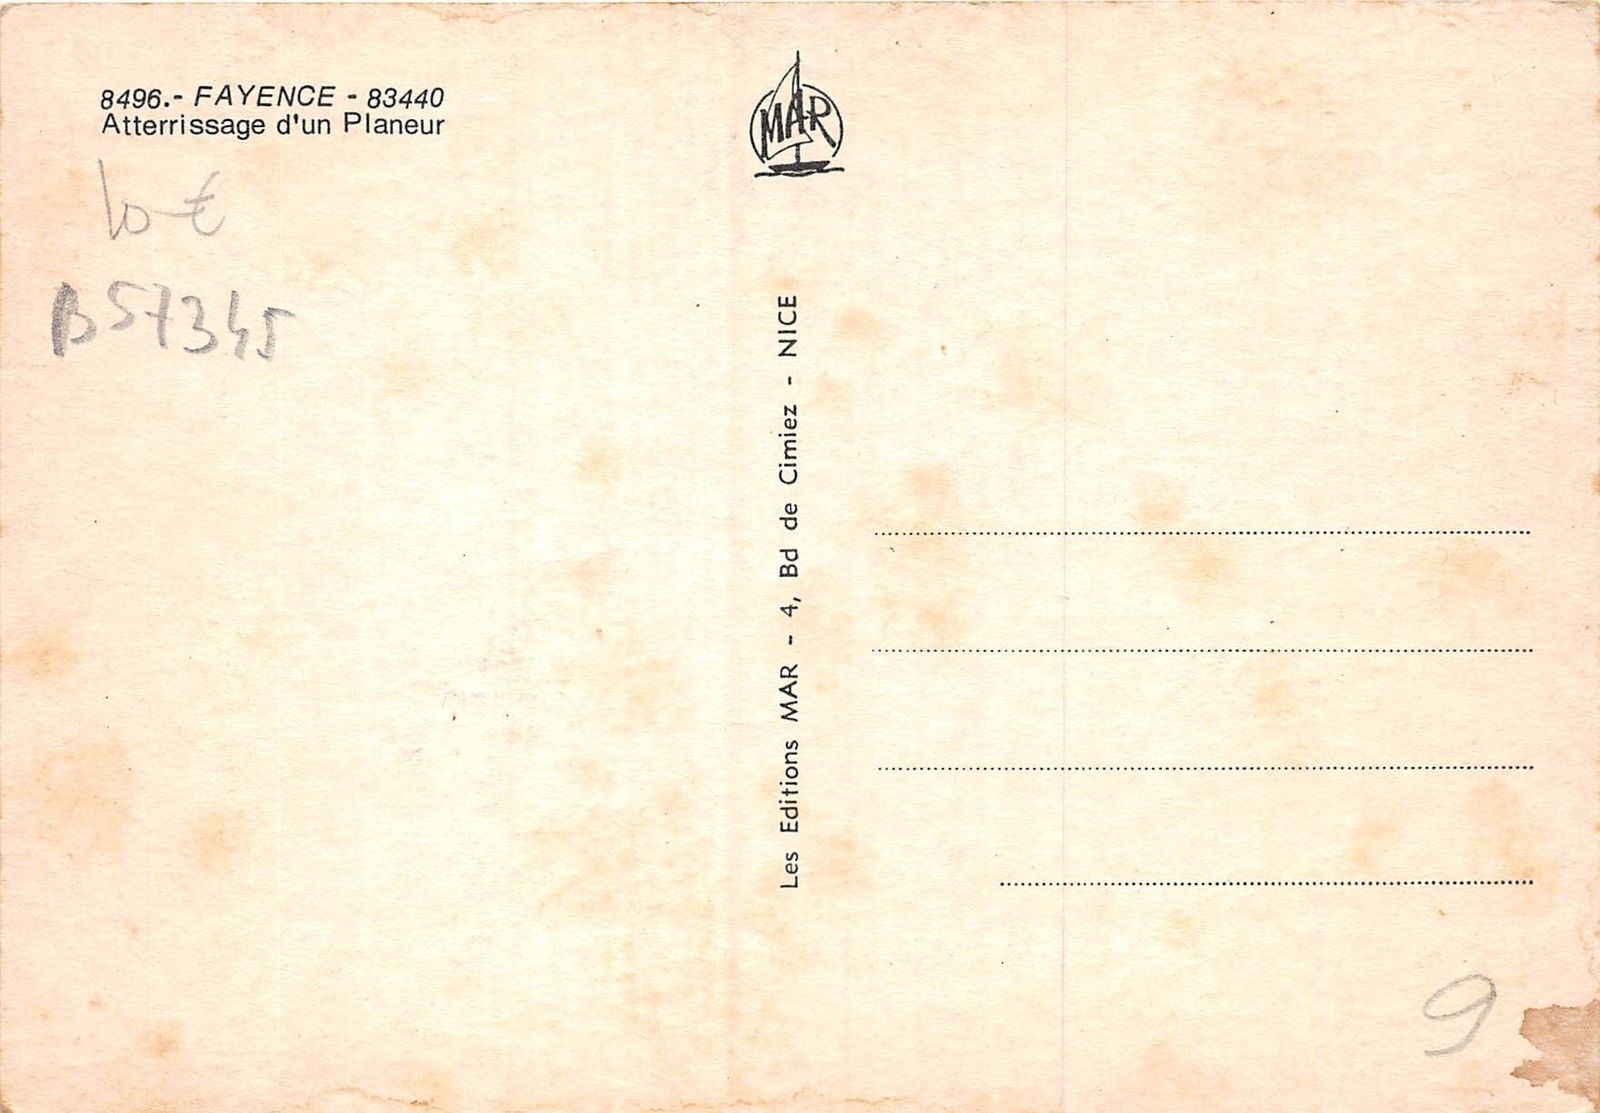 8496.- FAYENCE - 83440
Atterrissage d'un Planeur
10 €
B57345
MAR
Les Editions MAR - 4, Bd de Cimiez - NICE
9